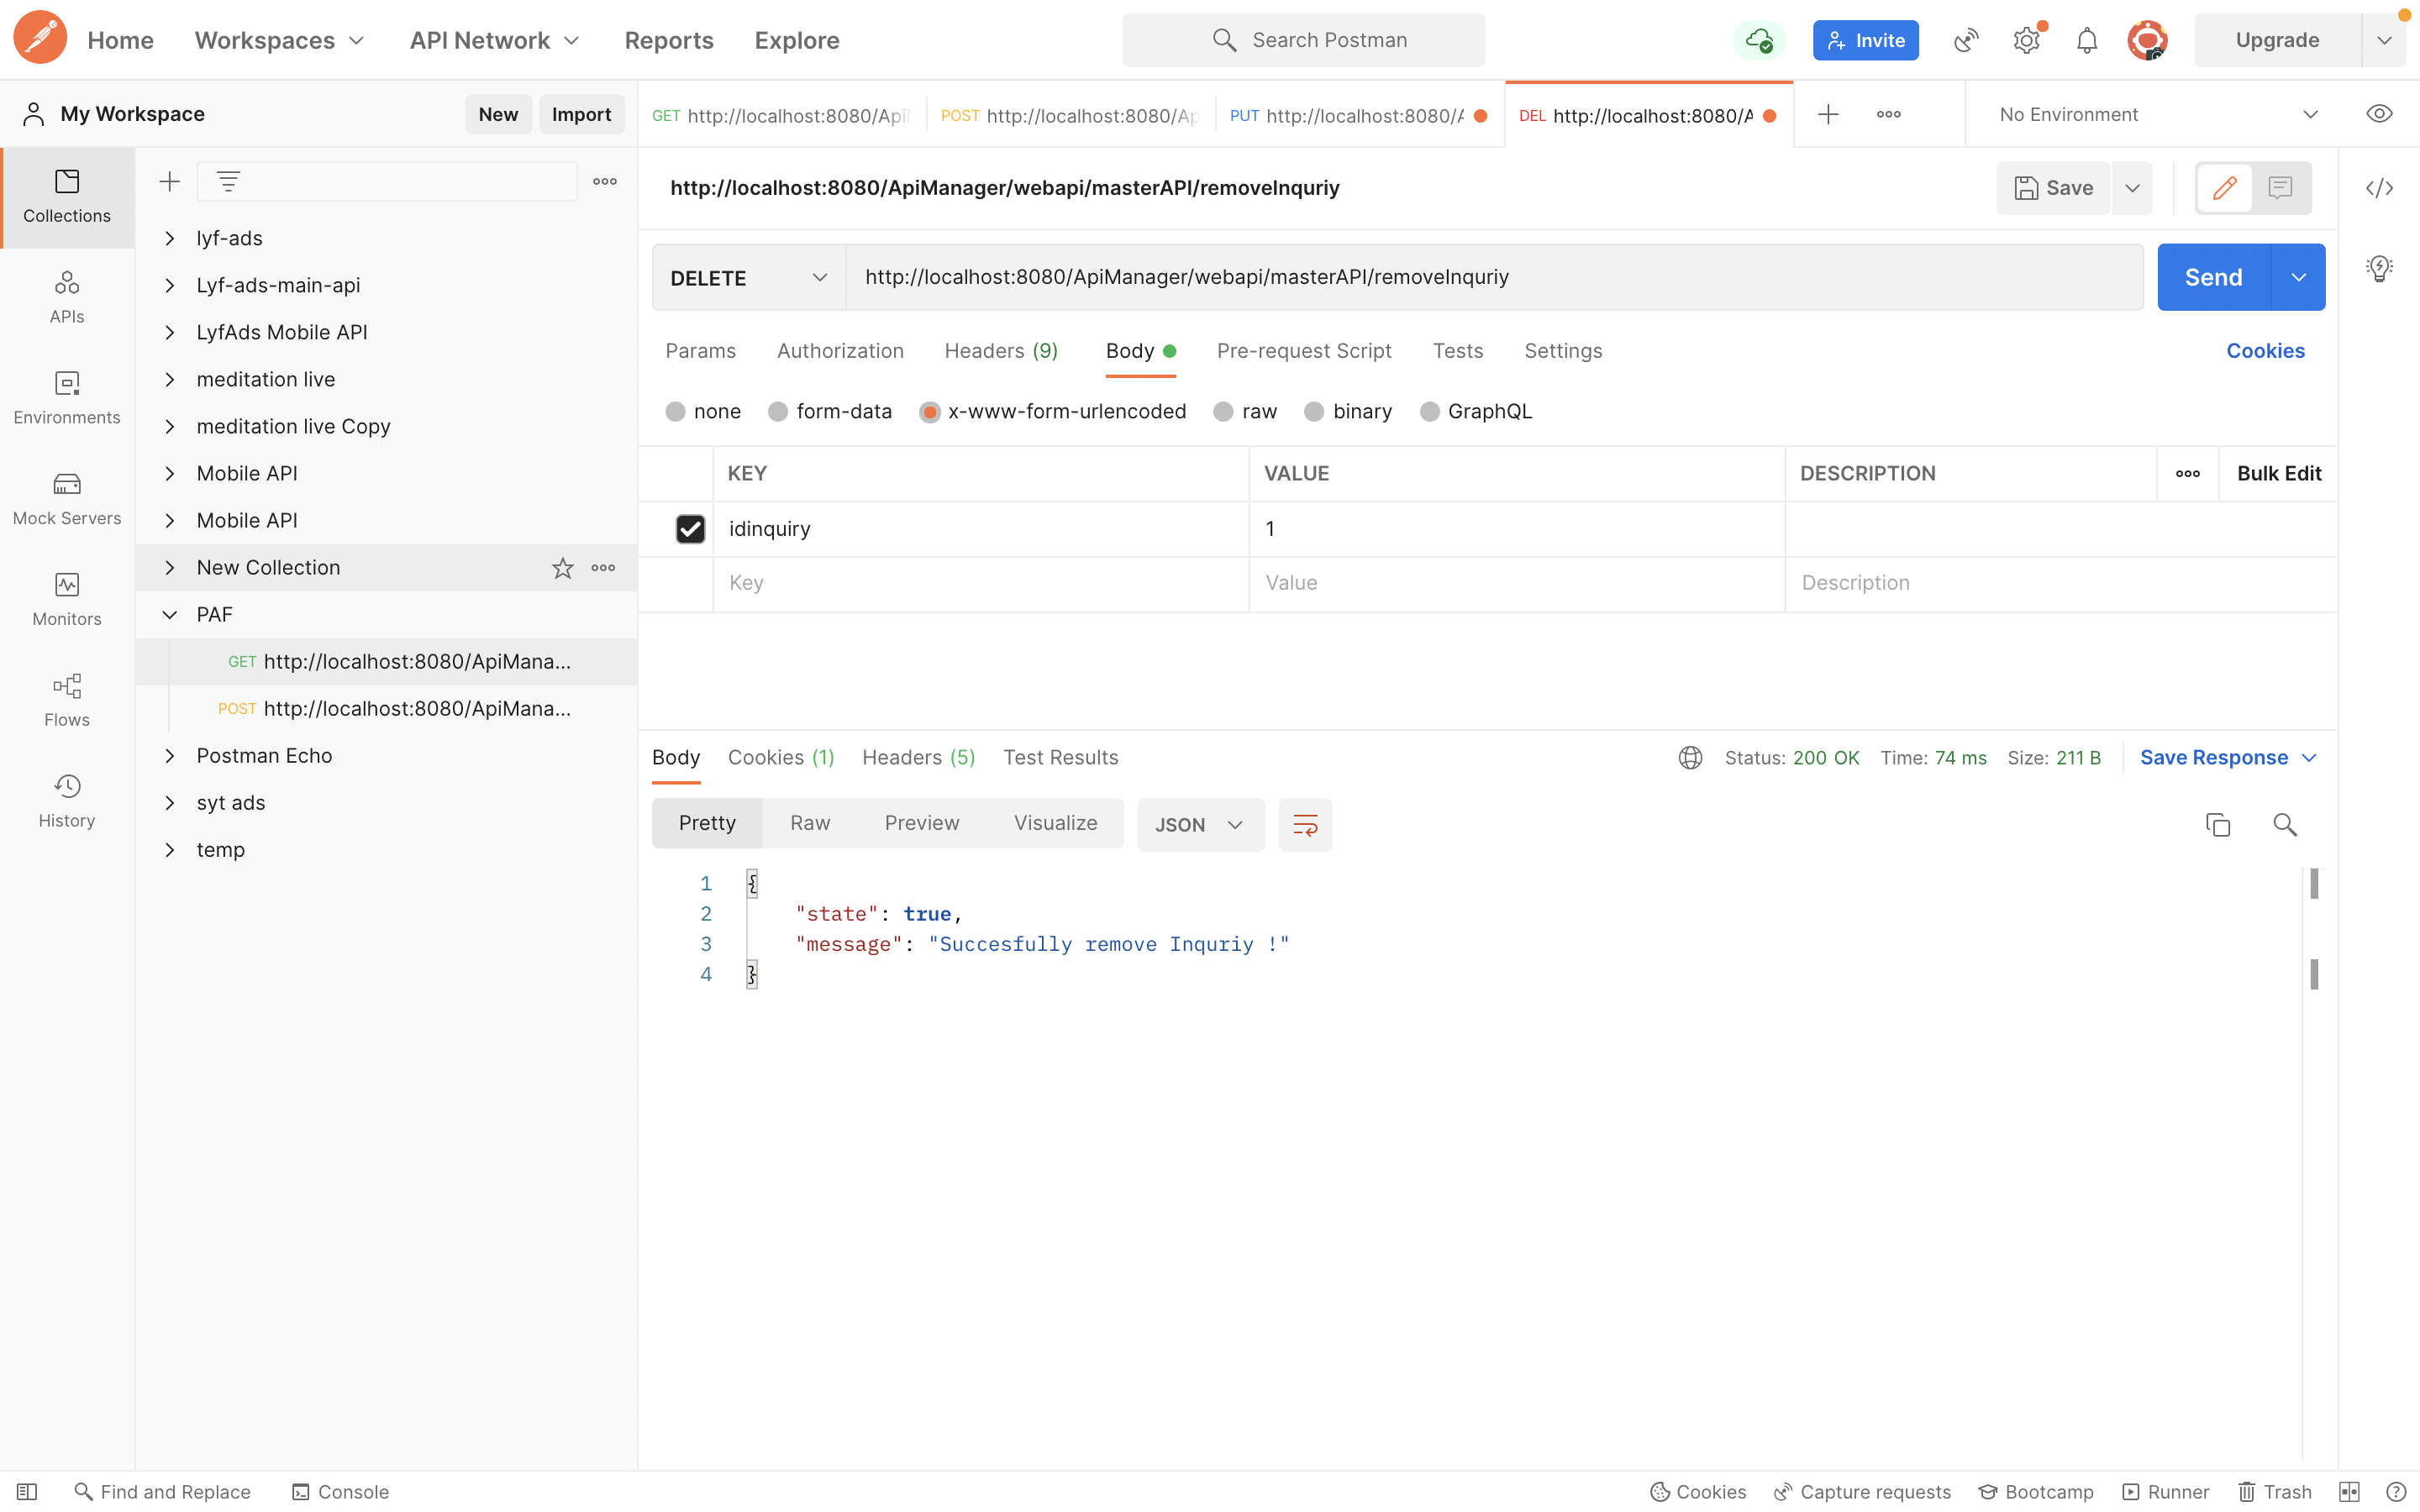 Home Workspaces API Network Reports Explore Search Postman Invite Upgrade
My Workspace New Import
GET http://localhost:8080/Api POST http://localhost:8080/Ap PUT http://localhost:8080/A DEL http://localhost:8080/A No Environment
Collections
APIs
Environments
Mock Servers
Monitors
Flows
History
lyf-ads
Lyf-ads-main-api
LyfAds Mobile API
meditation live
meditation live Copy
Mobile API
Mobile API
New Collection
PAF
GET http://localhost:8080/ApiMana...
POST http://localhost:8080/ApiMana...
Postman Echo
syt ads
temp
http://localhost:8080/ApiManager/webapi/masterAPI/removeInquriy
Save
DELETE http://localhost:8080/ApiManager/webapi/masterAPI/removeInquriy Send
Params Authorization Headers (9) Body Pre-request Script Tests Settings Cookies
none form-data x-www-form-urlencoded raw binary GraphQL
KEY VALUE DESCRIPTION Bulk Edit
idinquiry 1
Key Value Description
Body Cookies (1) Headers (5) Test Results Status: 200 OK Time: 74 ms Size: 211 B Save Response
Pretty Raw Preview Visualize JSON
1 {
2 "state": true,
3 "message": "Succesfully remove Inquriy !"
4 }
Find and Replace Console Cookies Capture requests Bootcamp Runner Trash